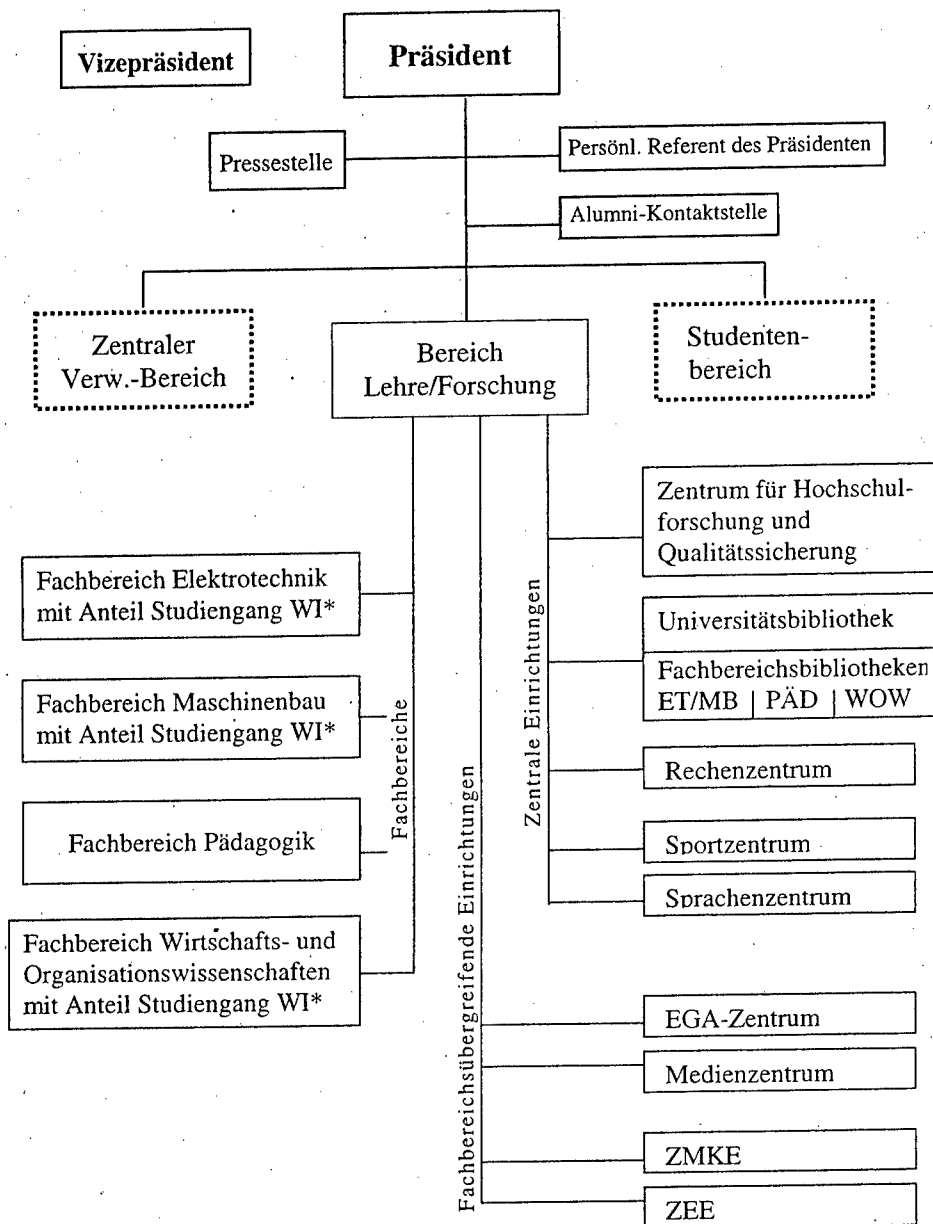 Vizepräsident
Präsident
Pressestelle
Persönl. Referent des Präsidenten
Alumni-Kontaktstelle
Zentraler
Verw.-Bereich
Bereich
Lehre/Forschung
Studenten-
bereich
Fachbereiche
Fachbereich Elektrotechnik
mit Anteil Studiengang WI*
Fachbereich Maschinenbau
mit Anteil Studiengang WI*
Fachbereich Pädagogik
Fachbereich Wirtschafts- und
Organisationswissenschaften
mit Anteil Studiengang WI*
Zentrale Einrichtungen
Zentrum für Hochschul-
forschung und
Qualitätssicherung
Universitätsbibliothek
Fachbereichsbibliotheken
ET/MB | PÄD | WOW
Rechenzentrum
Sportzentrum
Sprachenzentrum
Fachbereichsübergreifende Einrichtungen
EGA-Zentrum
Medienzentrum
ZMKE
ZEE